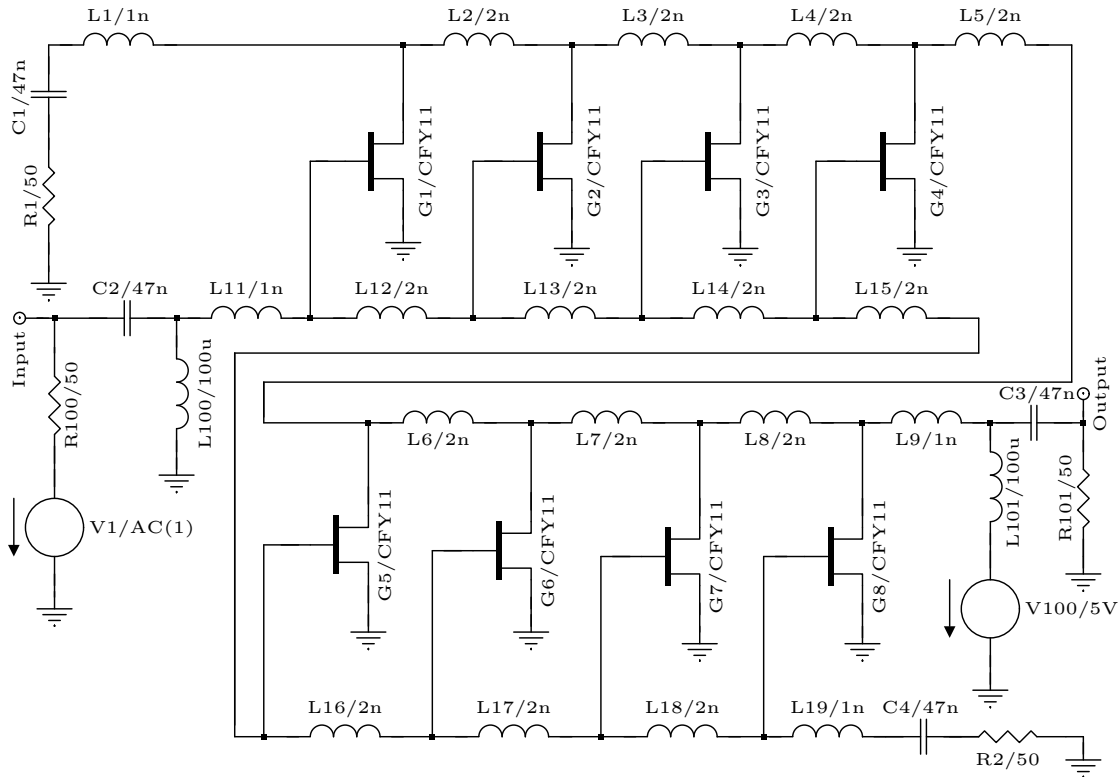 L1/1n
L2/2n
L3/2n
L4/2n
L5/2n
C1/47n
R1/50
G1/CFY11
G2/CFY11
G3/CFY11
G4/CFY11
C2/47n
L11/1n
L12/2n
L13/2n
L14/2n
L15/2n
Input
R100/50
L100/100u
V1/AC(1)
C3/47n
Output
L6/2n
L7/2n
L8/2n
L9/1n
G5/CFY11
G6/CFY11
G7/CFY11
G8/CFY11
L101/100u
R101/50
V100/5V
L16/2n
L17/2n
L18/2n
L19/1n
C4/47n
R2/50